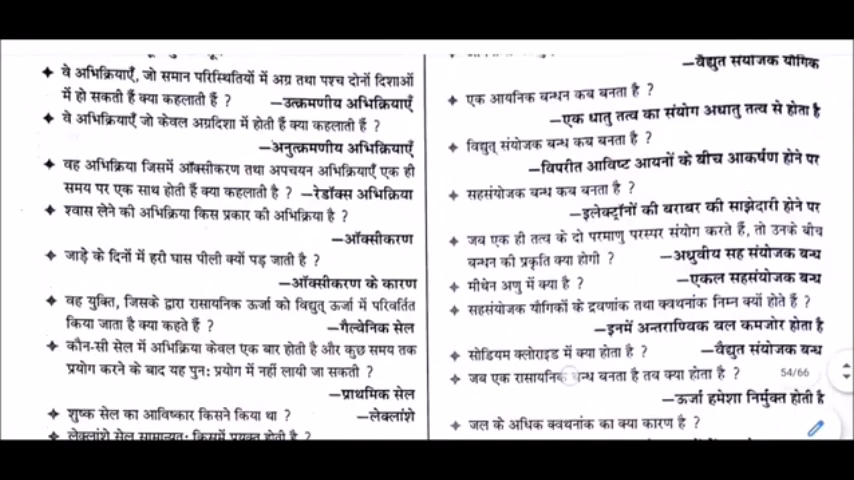 ✦ वे अभिक्रियाएँ, जो समान परिस्थितियों में अग्र तथा पश्च दोनों दिशाओं
में हो सकती हैं क्या कहलाती हैं ? –उत्क्रमणीय अभिक्रियाएँ
✦ वे अभिक्रियाएँ जो केवल अग्रदिशा में होती हैं क्या कहलाती हैं ?
–अनुत्क्रमणीय अभिक्रियाएँ
✦ वह अभिक्रिया जिसमें ऑक्सीकरण तथा अपचयन अभिक्रियाएँ एक ही
समय पर एक साथ होती हैं क्या कहलाती है ? –रेडॉक्स अभिक्रिया
✦ श्वास लेने की अभिक्रिया किस प्रकार की अभिक्रिया है ?
–ऑक्सीकरण
✦ जाड़े के दिनों में हरी घास पीली क्यों पड़ जाती है ?
–ऑक्सीकरण के कारण
✦ वह युक्ति, जिसके द्वारा रासायनिक ऊर्जा को विद्युत् ऊर्जा में परिवर्तित
किया जाता है क्या कहते हैं ? –गैल्वेनिक सेल
✦ कौन-सी सेल में अभिक्रिया केवल एक बार होती है और कुछ समय तक
प्रयोग करने के बाद यह पुन: प्रयोग में नहीं लायी जा सकती ?
–प्राथमिक सेल
✦ शुष्क सेल का आविष्कार किसने किया था ? –लेक्लांशे
✦ लेक्लांशे सेल सामान्यत: किसमें प्रयुक्त होती है ?
–वैद्युत संयोजक यौगिक
✦ एक आयनिक बन्धन कब बनता है ?
–एक धातु तत्व का संयोग अधातु तत्व से होता है
✦ विद्युत् संयोजक बन्ध कब बनता है ?
–विपरीत आविष्ट आयनों के बीच आकर्षण होने पर
✦ सहसंयोजक बन्ध कब बनता है ?
–इलेक्ट्रॉनों की बराबर की साझेदारी होने पर
✦ जब एक ही तत्व के दो परमाणु परस्पर संयोग करते हैं, तो उनके बीच
बन्धन की प्रकृति क्या होगी ? –अध्रुवीय सह संयोजक बन्ध
✦ मीथेन अणु में क्या है ? –एकल सहसंयोजक बन्ध
✦ सहसंयोजक यौगिकों के द्रवणांक तथा क्वथनांक निम्न क्यों होते हैं ?
–इनमें अन्तराण्विक बल कमजोर होता है
✦ सोडियम क्लोराइड में क्या होता है ? –वैद्युत संयोजक बन्ध
✦ जब एक रासायनिक बन्ध बनता है तब क्या होता है ? 54/66
–ऊर्जा हमेशा निर्मुक्त होती है
✦ जल के अधिक क्वथनांक का क्या कारण है ?